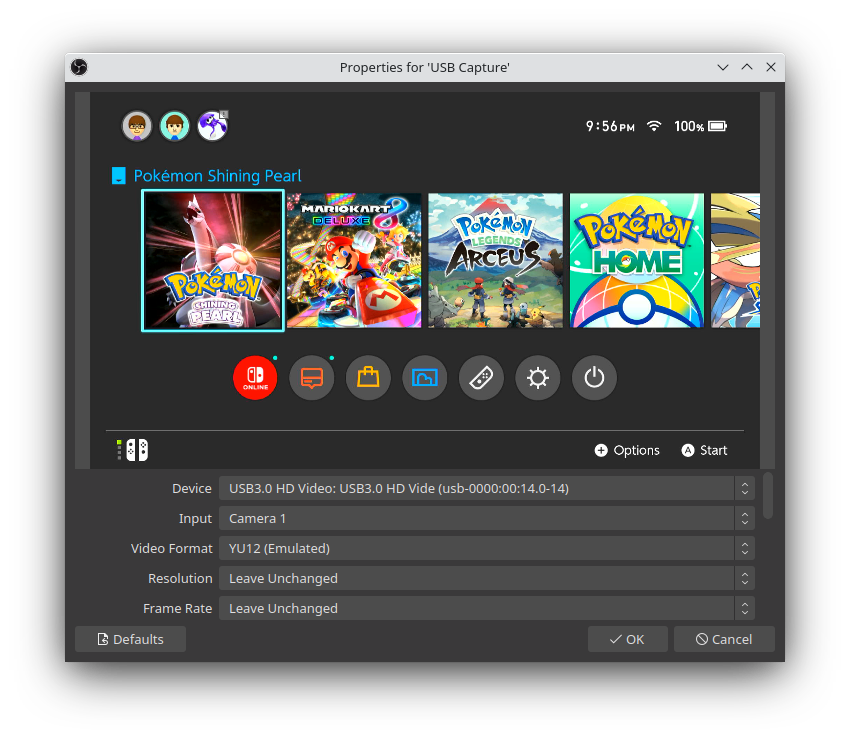 Properties for 'USB Capture'
9:56 PM 100%
Pokémon Shining Pearl
POKéMON
SHINING
PEARL
MARIOKART 8
DELUXE
POKéMON
LEGENDS
ARCEUS
POKéMON
HOME
ONLINE
Options
A Start
Device USB3.0 HD Video: USB3.0 HD Vide (usb-0000:00:14.0-14)
Input Camera 1
Video Format YU12 (Emulated)
Resolution Leave Unchanged
Frame Rate Leave Unchanged
Defaults OK Cancel